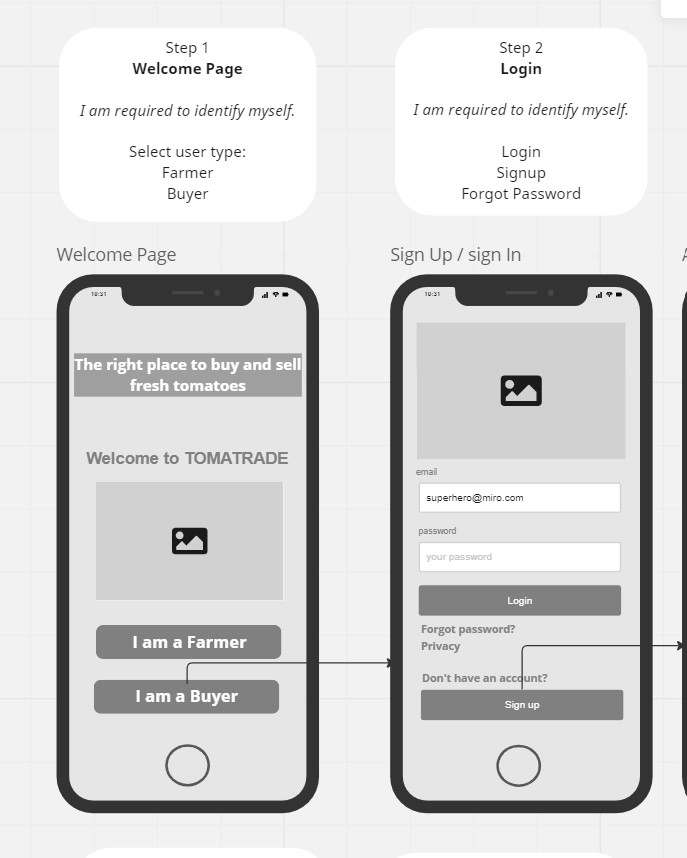 Step 1
Welcome Page
I am required to identify myself.
Select user type:
Farmer
Buyer
Step 2
Login
I am required to identify myself.
Login
Signup
Forgot Password
Welcome Page
10:31
The right place to buy and sell
fresh tomatoes
Welcome to TOMATRADE
I am a Farmer
I am a Buyer
Sign Up / sign In
10:31
email
superhero@miro.com
password
your password
Login
Forgot password?
Privacy
Don't have an account?
Sign up